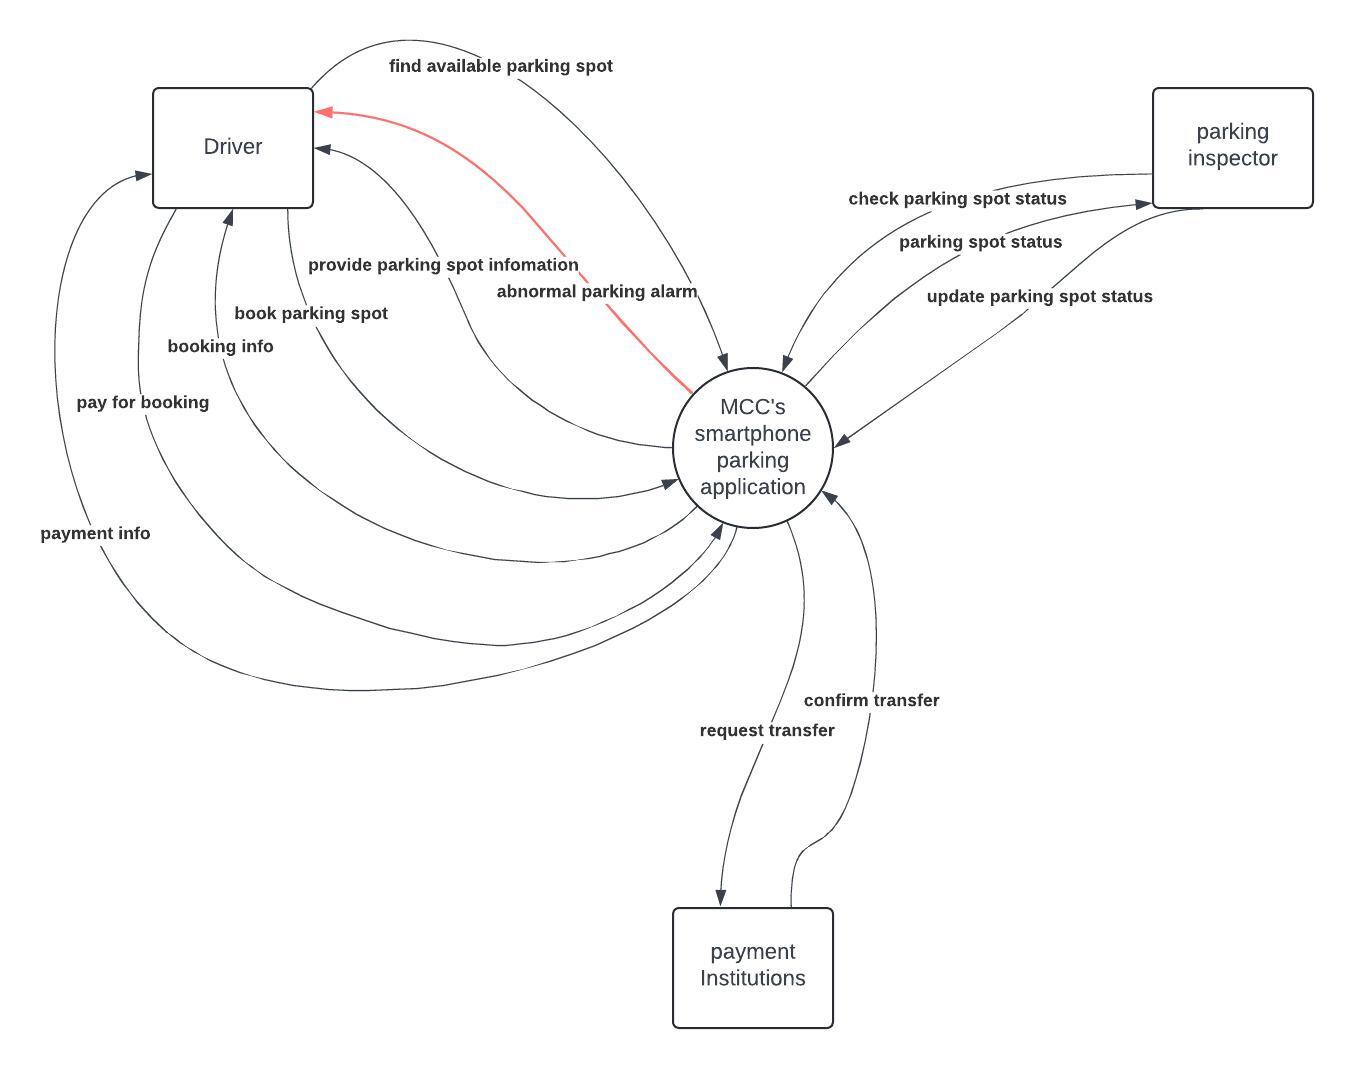 find available parking spot
Driver
parking
inspector
check parking spot status
parking spot status
provide parking spot infomation
abnormal parking alarm
update parking spot status
book parking spot
booking info
pay for booking
MCC's
smartphone
parking
application
payment info
confirm transfer
request transfer
payment
Institutions